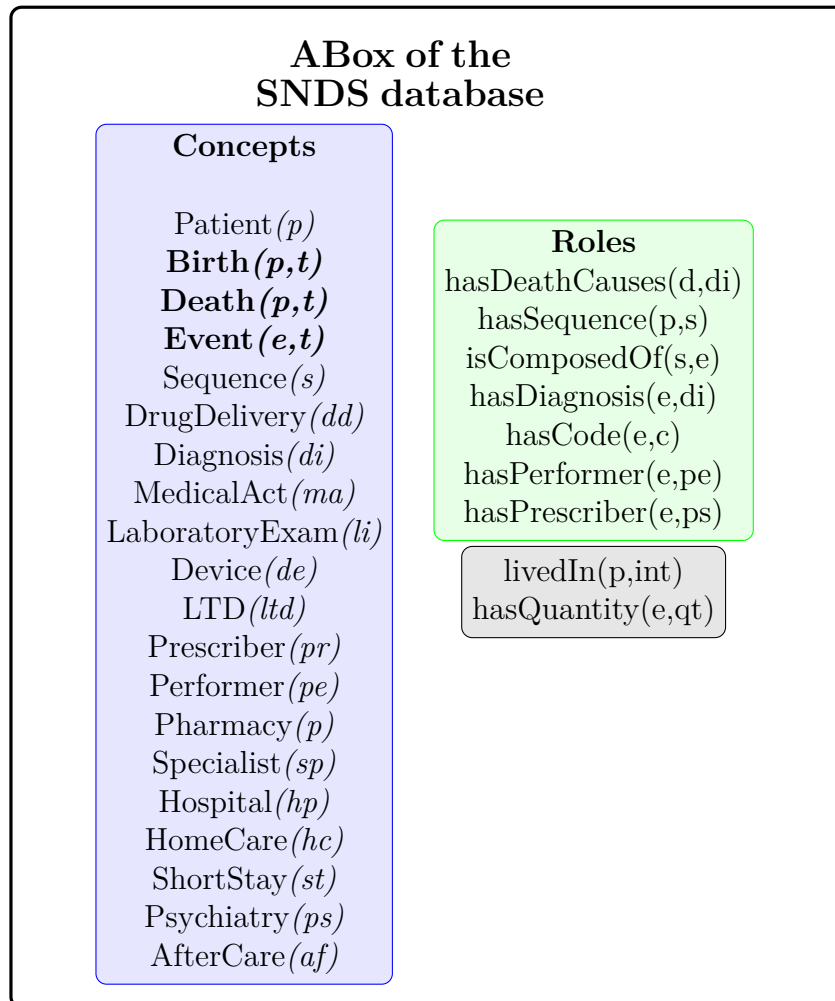 ABox of the
SNDS database
Concepts
Patient(p)
Birth(p,t)
Death(p,t)
Event(e,t)
Sequence(s)
DrugDelivery(dd)
Diagnosis(di)
MedicalAct(ma)
LaboratoryExam(li)
Device(de)
LTD(ltd)
Prescriber(pr)
Performer(pe)
Pharmacy(p)
Specialist(sp)
Hospital(hp)
HomeCare(hc)
ShortStay(st)
Psychiatry(ps)
AfterCare(af)
Roles
hasDeathCauses(d,di)
hasSequence(p,s)
isComposedOf(s,e)
hasDiagnosis(e,di)
hasCode(e,c)
hasPerformer(e,pe)
hasPrescriber(e,ps)
livedIn(p,int)
hasQuantity(e,qt)